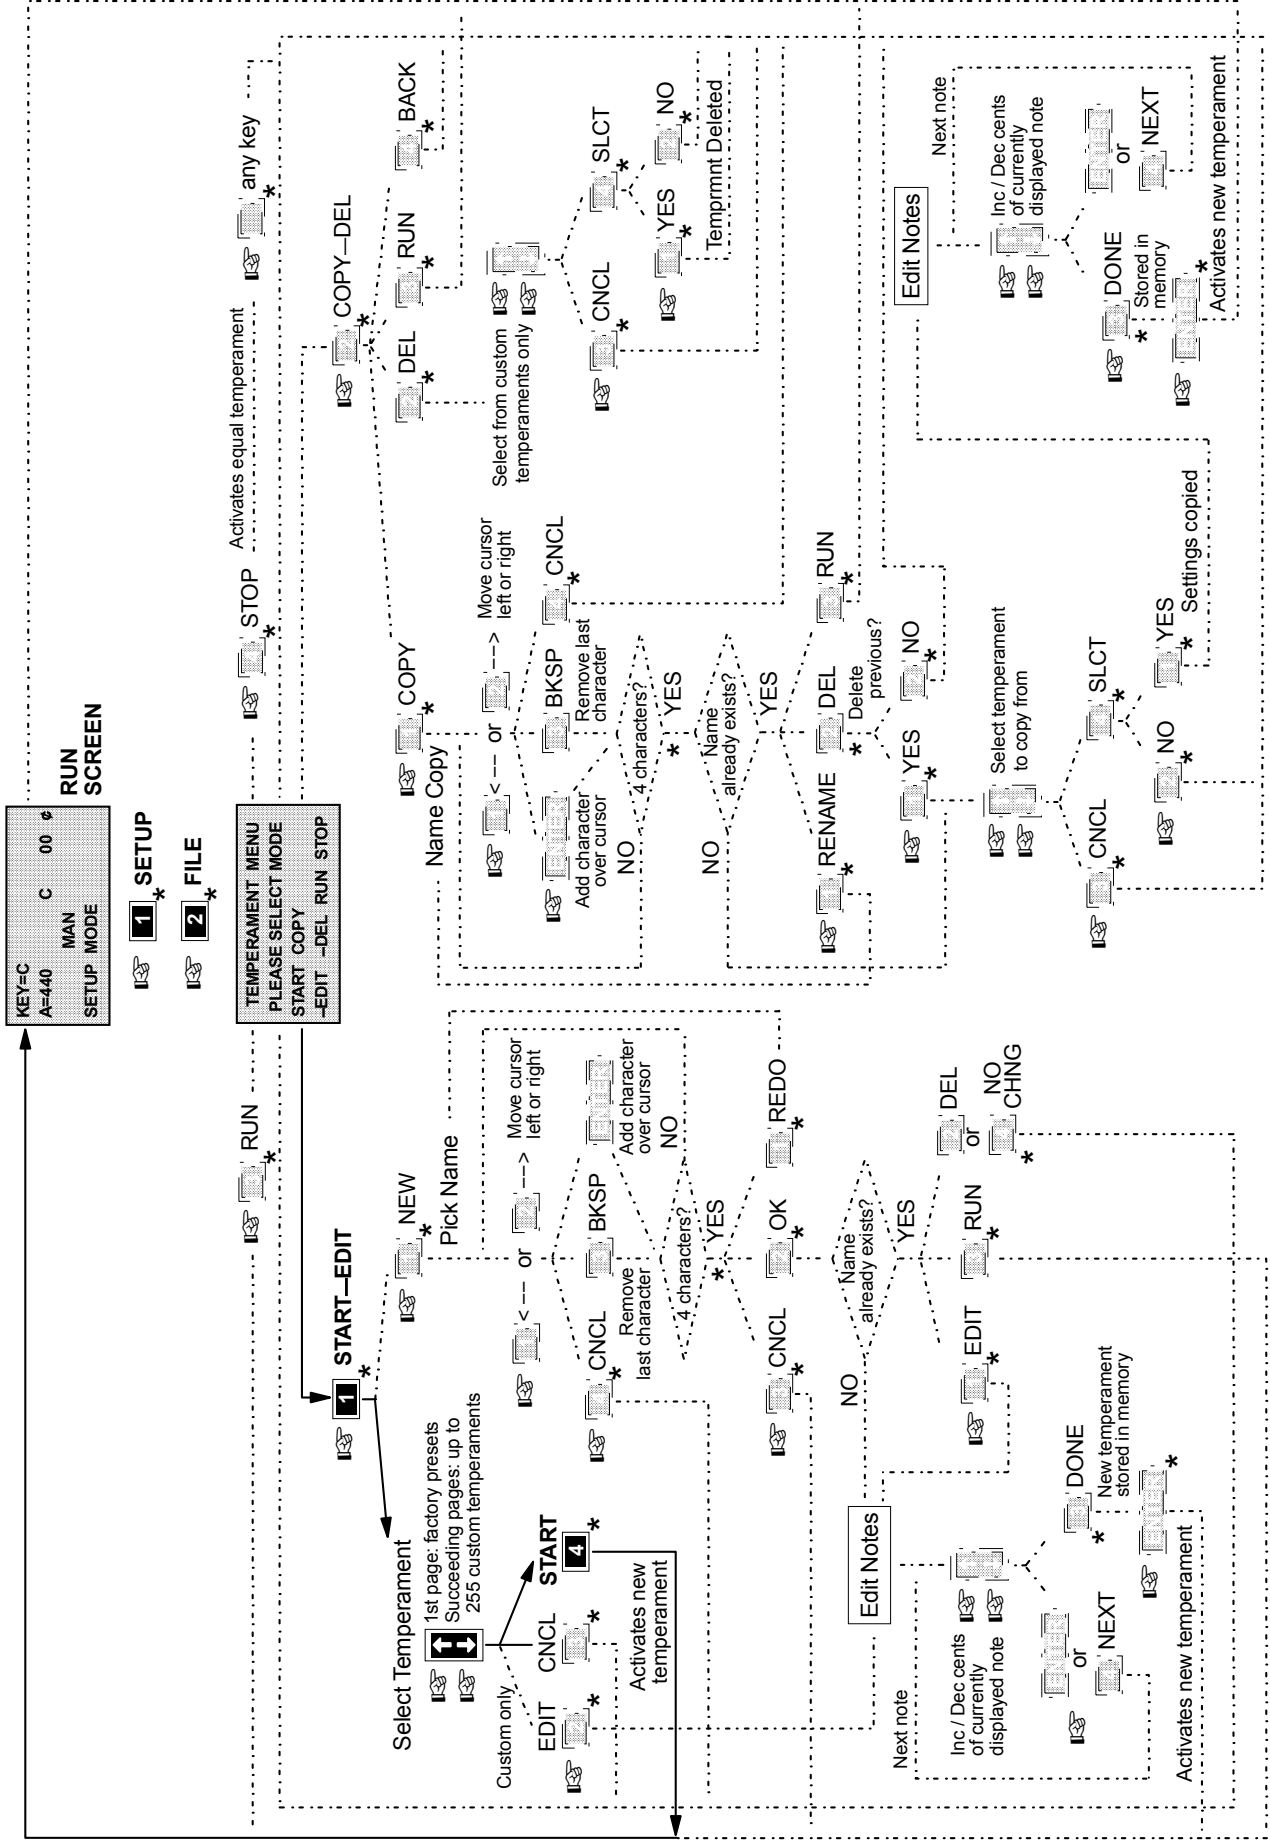 KEY=C
A=440 C 00 ¢
MAN
SETUP MODE
RUN
SCREEN
1 SETUP
*
2 FILE
*
TEMPERAMENT MENU
PLEASE SELECT MODE
START COPY
–EDIT –DEL RUN STOP
RUN
*
STOP
*
Activates equal temperament
any key
*
1 START–EDIT
*
Select Temperament
1st page: factory presets
Succeeding pages: up to
255 custom temperaments
Custom only
EDIT
*
CNCL
*
START
4
*
Activates new
temperament
NEW
*
Pick Name
<--- or --->
Move cursor
left or right
CNCL
*
BKSP
Remove
last character
ENTER
Add character
over cursor
4 characters?
NO
YES
*
CNCL
*
OK
REDO
*
Name
already exists?
NO
YES
EDIT
*
RUN
*
DEL
or
NO
CHNG
*
Edit Notes
Next note
Inc / Dec cents
of currently
displayed note
ENTER
or
NEXT
DONE
*
New temperament
stored in memory
ENTER
*
Activates new temperament
COPY–DEL
*
COPY
*
DEL
*
RUN
*
BACK
*
Name Copy
<--- or --->
Move cursor
left or right
ENTER
Add character
over cursor
BKSP
Remove last
character
CNCL
*
4 characters?
NO
YES
*
Name
already exists?
NO
YES
RENAME
*
DEL
*
Delete
previous?
RUN
*
YES
*
NO
*
Select temperament
to copy from
CNCL
*
SLCT
*
NO
*
YES
*
Settings copied
Select from custom
temperaments only
CNCL
*
SLCT
*
YES
*
NO
*
Temprmnt Deleted
Edit Notes
Next note
Inc / Dec cents
of currently
displayed note
DONE
*
Stored in
memory
ENTER
or
NEXT
ENTER
*
Activates new temperament